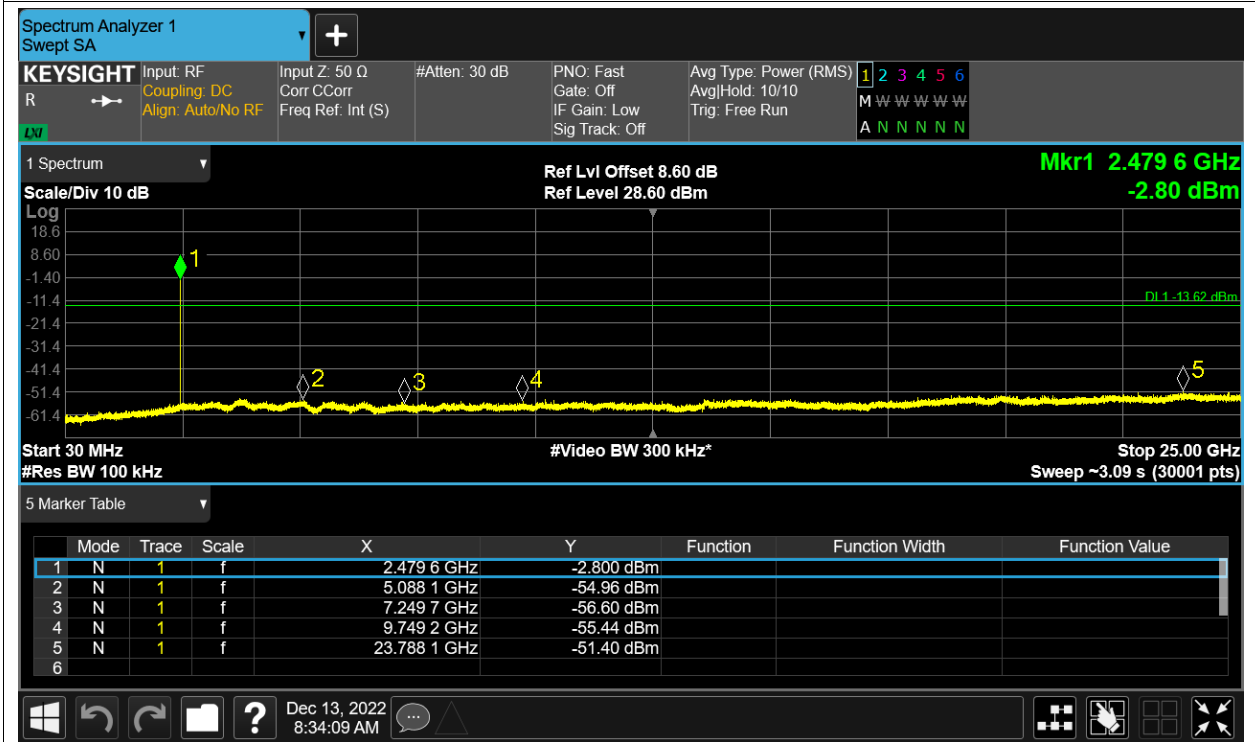 Spectrum Analyzer 1
Swept SA
+
KEYSIGHT
R
LXI
Input: RF
Coupling: DC
Align: Auto/No RF
Input Z: 50 Ω
Corr CCorr
Freq Ref: Int (S)
#Atten: 30 dB
PNO: Fast
Gate: Off
IF Gain: Low
Sig Track: Off
Avg Type: Power (RMS)
Avg|Hold: 10/10
Trig: Free Run
1 2 3 4 5 6
M W W W W W
A N N N N N
1 Spectrum
Scale/Div 10 dB
Ref Lvl Offset 8.60 dB
Ref Level 28.60 dBm
Mkr1 2.479 6 GHz
-2.80 dBm
Log
18.6
8.60
-1.40
-11.4
-21.4
-31.4
-41.4
-51.4
-61.4
1
2
3
4
5
DL1 -13.62 dBm
Start 30 MHz
#Res BW 100 kHz
#Video BW 300 kHz*
Stop 25.00 GHz
Sweep ~3.09 s (30001 pts)
5 Marker Table
Mode Trace Scale X Y Function Function Width Function Value
1 N 1 f 2.479 6 GHz -2.800 dBm
2 N 1 f 5.088 1 GHz -54.96 dBm
3 N 1 f 7.249 7 GHz -56.60 dBm
4 N 1 f 9.749 2 GHz -55.44 dBm
5 N 1 f 23.788 1 GHz -51.40 dBm
6
?
Dec 13, 2022
8:34:09 AM